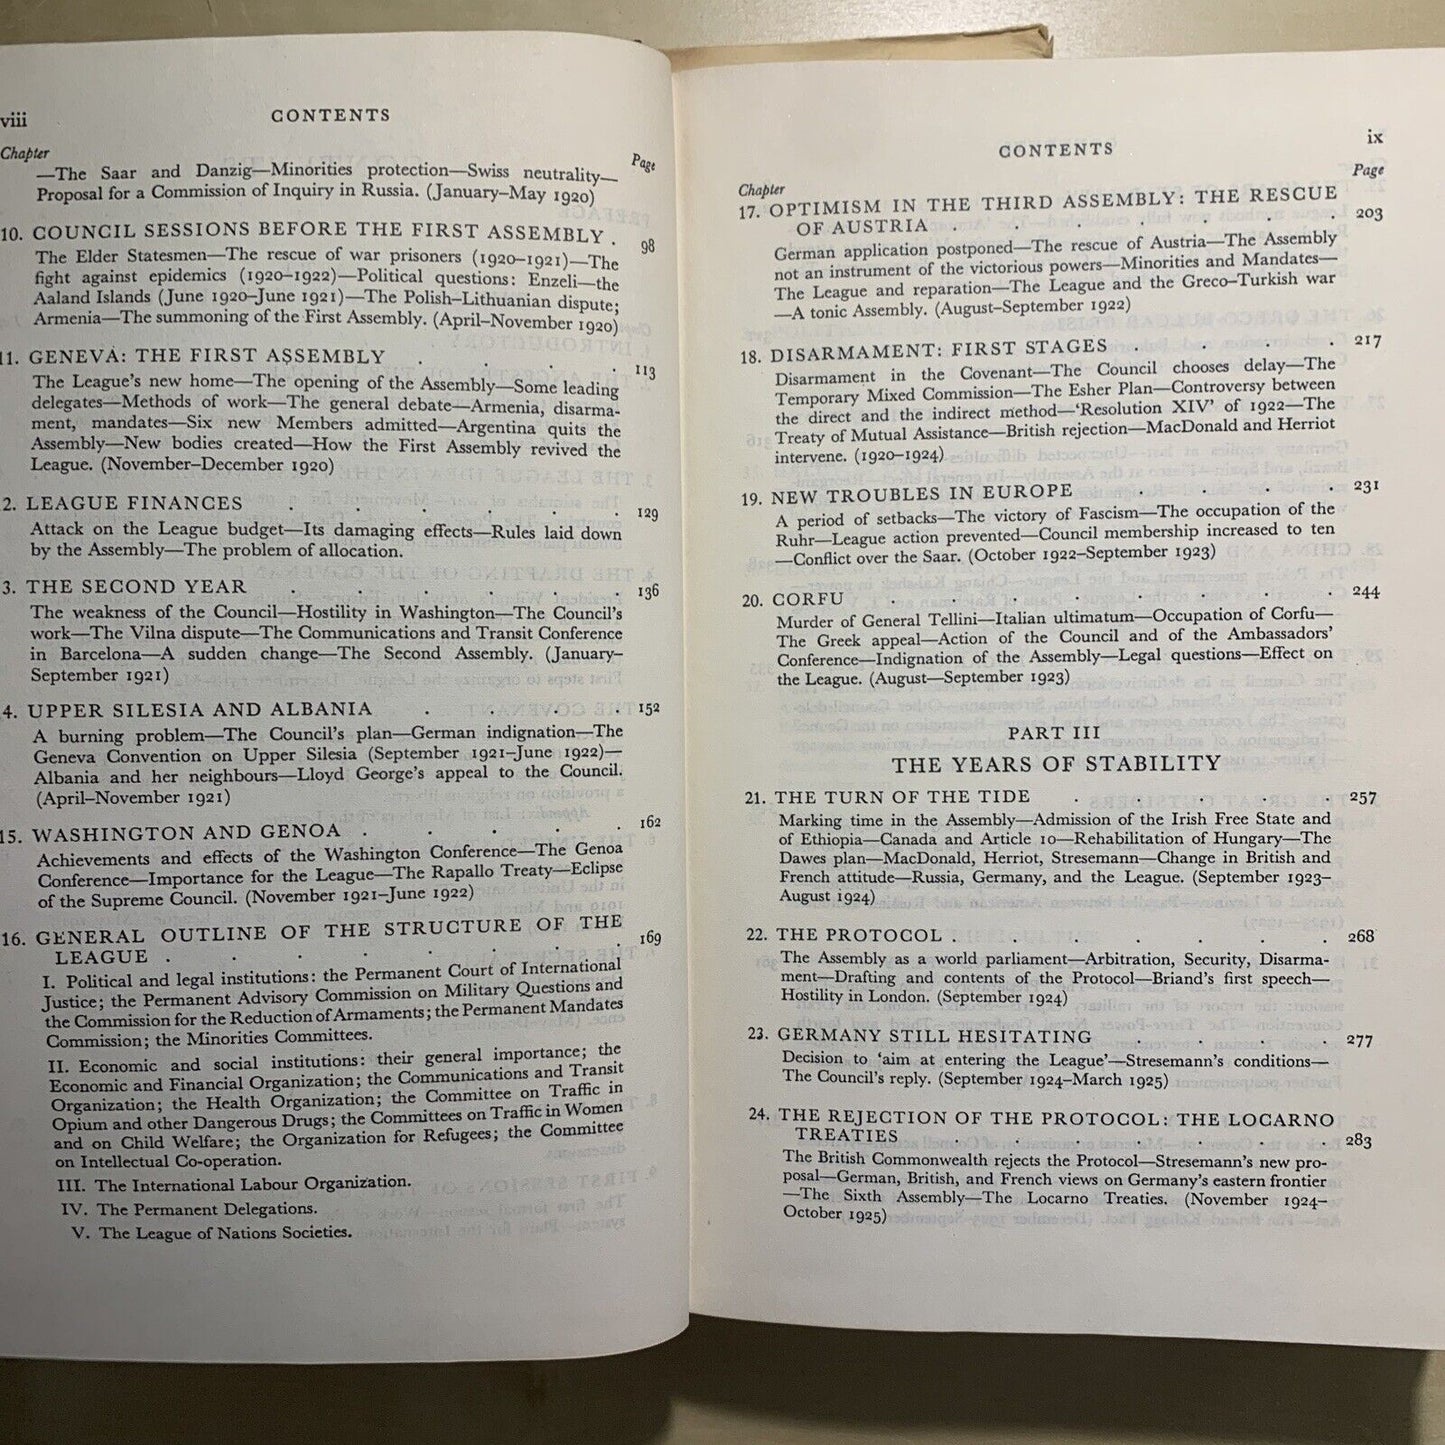 viii
CONTENTS
Chapter
Page
—The Saar and Danzig—Minorities protection—Swiss neutrality—
Proposal for a Commission of Inquiry in Russia. (January–May 1920)
10. COUNCIL SESSIONS BEFORE THE FIRST ASSEMBLY . 98
The Elder Statesmen—The rescue of war prisoners (1920–1921)—The
fight against epidemics (1920–1922)—Political questions: Enzeli—the
Aaland Islands (June 1920–June 1921)—The Polish–Lithuanian dispute;
Armenia—The summoning of the First Assembly. (April–November 1920)
11. GENEVA: THE FIRST ASSEMBLY . . . . 113
The League's new home—The opening of the Assembly—Some leading
delegates—Methods of work—The general debate—Armenia, disarma-
ment, mandates—Six new Members admitted—Argentina quits the
Assembly—New bodies created—How the First Assembly revived the
League. (November–December 1920)
2. LEAGUE FINANCES . . . . . . 129
Attack on the League budget—Its damaging effects—Rules laid down
by the Assembly—The problem of allocation.
3. THE SECOND YEAR . . . . . . 136
The weakness of the Council—Hostility in Washington—The Council's
work—The Vilna dispute—The Communications and Transit Conference
in Barcelona—A sudden change—The Second Assembly. (January–
September 1921)
4. UPPER SILESIA AND ALBANIA . . . . 152
A burning problem—The Council's plan—German indignation—The
Geneva Convention on Upper Silesia (September 1921–June 1922)—
Albania and her neighbours—Lloyd George's appeal to the Council.
(April–November 1921)
15. WASHINGTON AND GENOA . . . . . 162
Achievements and effects of the Washington Conference—The Genoa
Conference—Importance for the League—The Rapallo Treaty—Eclipse
of the Supreme Council. (November 1921–June 1922)
16. GENERAL OUTLINE OF THE STRUCTURE OF THE
LEAGUE . . . . . . . . 169
I. Political and legal institutions: the Permanent Court of International
Justice; the Permanent Advisory Commission on Military Questions and
the Commission for the Reduction of Armaments; the Permanent Mandates
Commission; the Minorities Committees.
II. Economic and social institutions: their general importance; the
Economic and Financial Organization; the Communications and Transit
Organization; the Health Organization; the Committee on Traffic in
Opium and other Dangerous Drugs; the Committees on Traffic in Women
and on Child Welfare; the Organization for Refugees; the Committee
on Intellectual Co-operation.
III. The International Labour Organization.
IV. The Permanent Delegations.
V. The League of Nations Societies.
CONTENTS
ix
Chapter
Page
17. OPTIMISM IN THE THIRD ASSEMBLY: THE RESCUE
OF AUSTRIA . . . . . . . 203
German application postponed—The rescue of Austria—The Assembly
not an instrument of the victorious powers—Minorities and Mandates—
The League and reparation—The League and the Greco–Turkish war
—A tonic Assembly. (August–September 1922)
18. DISARMAMENT: FIRST STAGES . . . . 217
Disarmament in the Covenant—The Council chooses delay—The
Temporary Mixed Commission—The Esher Plan—Controversy between
the direct and the indirect method—'Resolution XIV' of 1922—The
Treaty of Mutual Assistance—British rejection—MacDonald and Herriot
intervene. (1920–1924)
19. NEW TROUBLES IN EUROPE . . . . 231
A period of setbacks—The victory of Fascism—The occupation of the
Ruhr—League action prevented—Council membership increased to ten
—Conflict over the Saar. (October 1922–September 1923)
20. CORFU . . . . . . . . 244
Murder of General Tellini—Italian ultimatum—Occupation of Corfu—
The Greek appeal—Action of the Council and of the Ambassadors'
Conference—Indignation of the Assembly—Legal questions—Effect on
the League. (August—September 1923)
PART III
THE YEARS OF STABILITY
21. THE TURN OF THE TIDE . . . . . 257
Marking time in the Assembly—Admission of the Irish Free State and
of Ethiopia—Canada and Article 10—Rehabilitation of Hungary—The
Dawes plan—MacDonald, Herriot, Stresemann—Change in British and
French attitude—Russia, Germany, and the League. (September 1923–
August 1924)
22. THE PROTOCOL . . . . . . . 268
The Assembly as a world parliament—Arbitration, Security, Disarma-
ment—Drafting and contents of the Protocol—Briand's first speech—
Hostility in London. (September 1924)
23. GERMANY STILL HESITATING . . . . 277
Decision to 'aim at entering the League'—Stresemann's conditions—
The Council's reply. (September 1924–March 1925)
24. THE REJECTION OF THE PROTOCOL: THE LOCARNO
TREATIES . . . . . . . 283
The British Commonwealth rejects the Protocol—Stresemann's new pro-
posal—German, British, and French views on Germany's eastern frontier
—The Sixth Assembly—The Locarno Treaties. (November 1924–
October 1925)